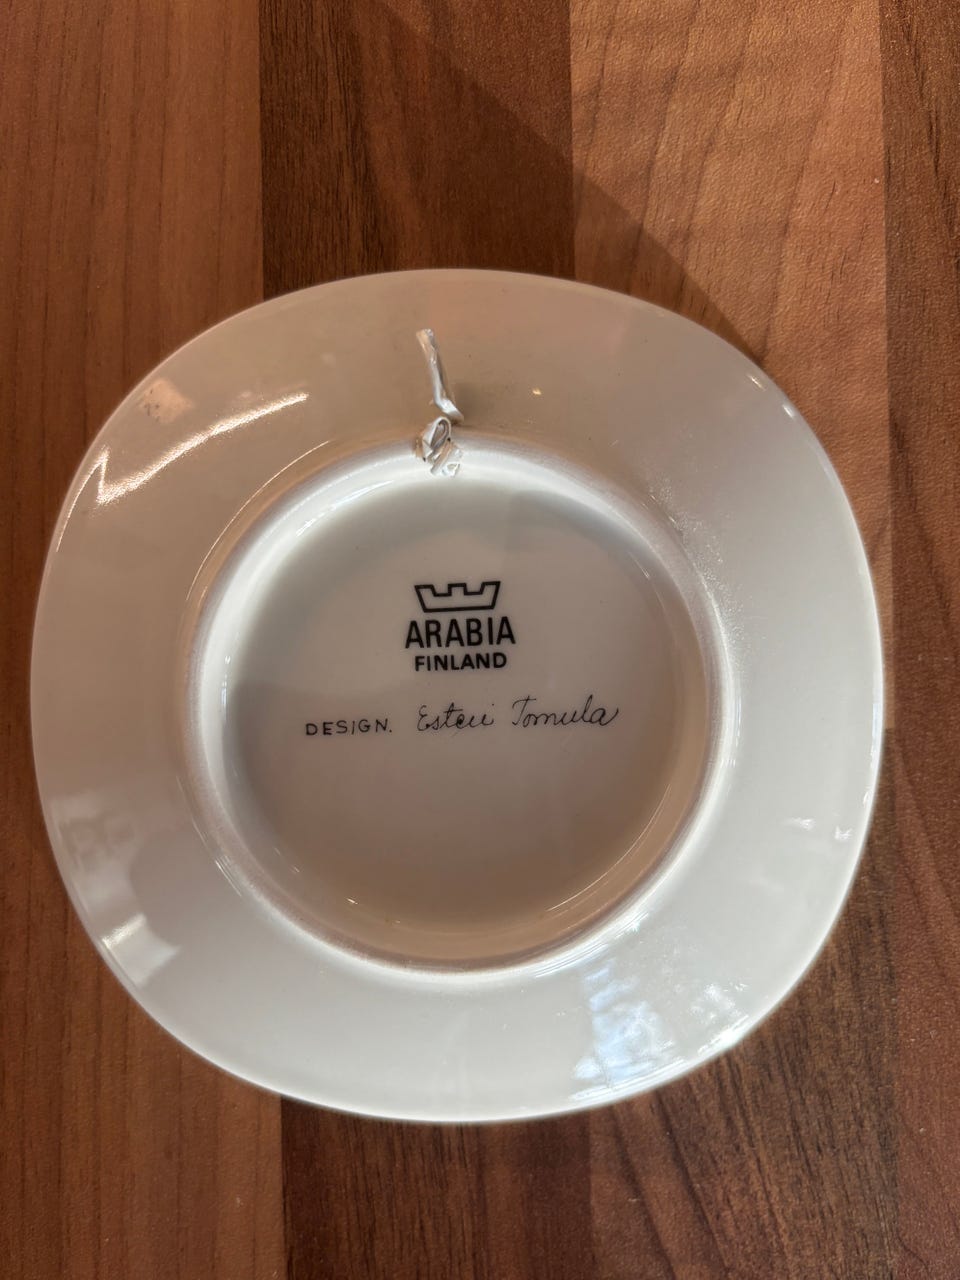 ARABIA
FINLAND
DESIGN. Esteri Tomula